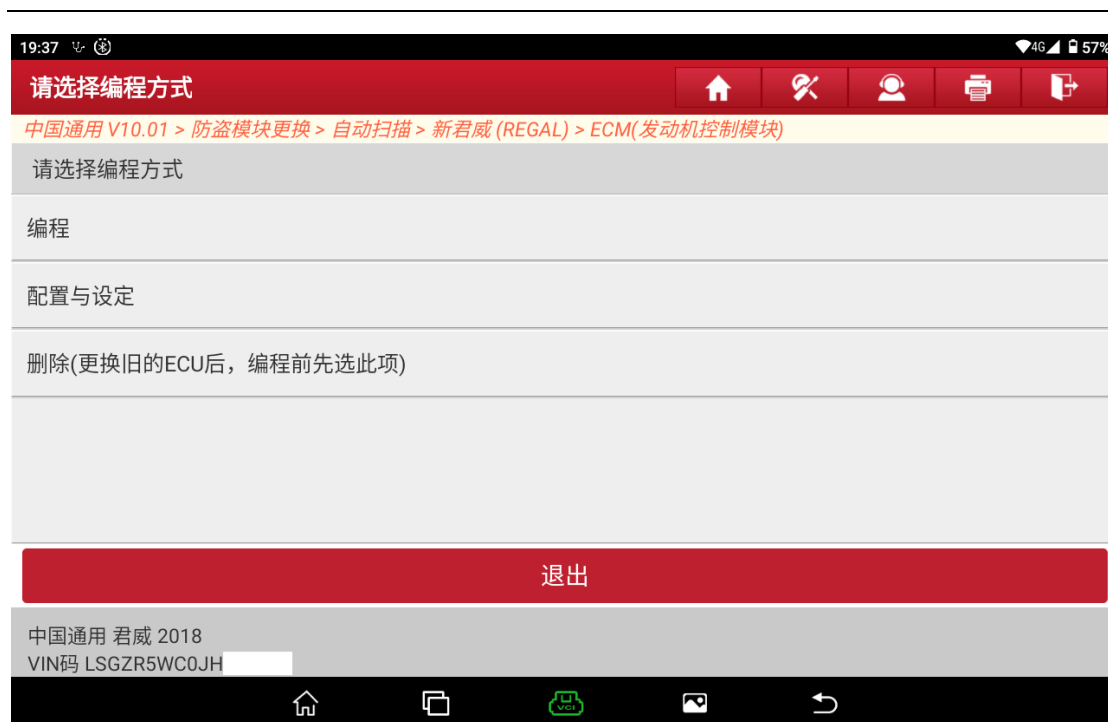 19:37 4G 57%
请选择编程方式
中国通用 V10.01 > 防盗模块更换 > 自动扫描 > 新君威 (REGAL) > ECM(发动机控制模块)
请选择编程方式
编程
配置与设定
删除(更换旧的ECU后，编程前先选此项)
退出
中国通用 君威 2018
VIN码 LSGZR5WC0JH
VCI